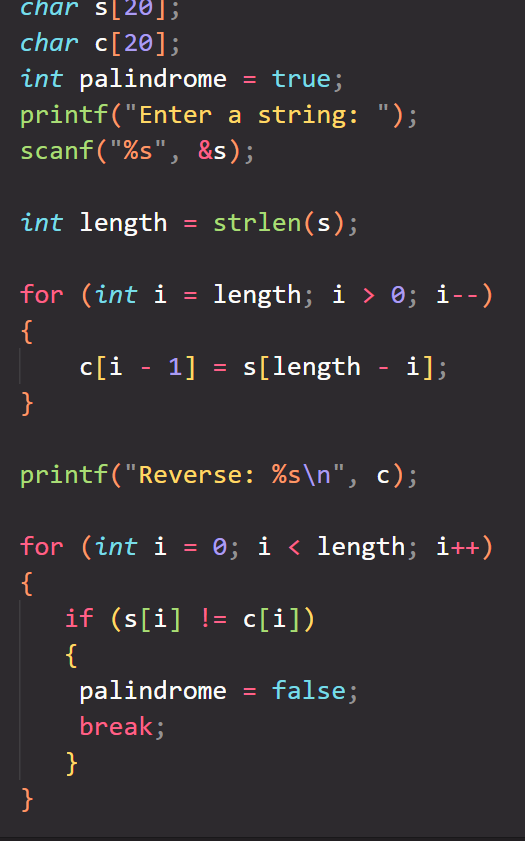 char s[20];
char c[20];
int palindrome = true;
printf("Enter a string: ");
scanf("%s", &s);
int length = strlen(s);
for (int i = length; i > 0; i--)
{
c[i - 1] = s[length - i];
}
printf("Reverse: %s\n", c);
for (int i = 0; i < length; i++)
{
if (s[i] != c[i])
{
palindrome = false;
break;
}
}